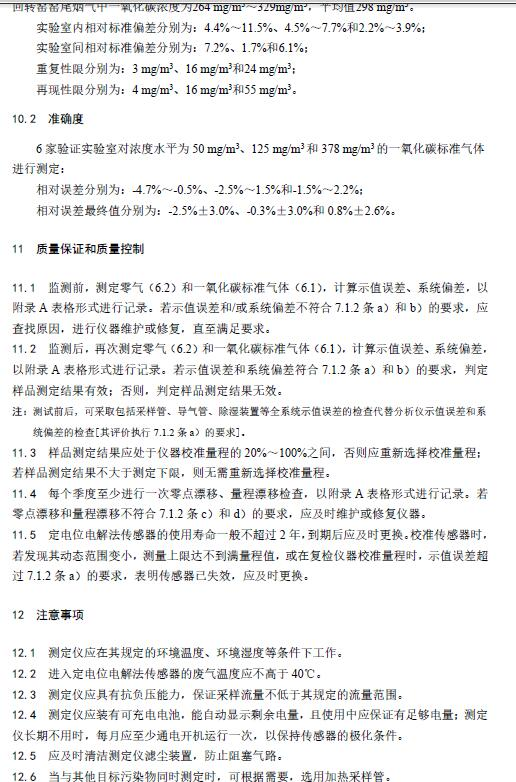 回转窑窑尾烟气中一氧化碳浓度为264 mg/m³～329mg/m³，平均值298 mg/m³。
实验室内相对标准偏差分别为：4.4%～11.5%、4.5%～7.7%和2.2%～3.9%；
实验室间相对标准偏差分别为：7.2%、1.7%和6.1%；
重复性限分别为：3 mg/m³、16 mg/m³和24 mg/m³；
再现性限分别为：4 mg/m³、16 mg/m³和55 mg/m³。
10.2 准确度
6 家验证实验室对浓度水平为 50 mg/m³、125 mg/m³ 和 378 mg/m³ 的一氧化碳标准气体
进行测定：
相对误差分别为：-4.7%～-0.5%、-2.5%～1.5%和-1.5%～2.2%；
相对误差最终值分别为：-2.5%±3.0%、-0.3%±3.0%和 0.8%±2.6%。
11 质量保证和质量控制
11.1 监测前，测定零气（6.2）和一氧化碳标准气体（6.1），计算示值误差、系统偏差，以
附录 A 表格形式进行记录。若示值误差和/或系统偏差不符合 7.1.2 条 a）和 b）的要求，应
查找原因，进行仪器维护或修复，直至满足要求。
11.2 监测后，再次测定零气（6.2）和一氧化碳标准气体（6.1），计算示值误差、系统偏差，
以附录 A 表格形式进行记录。若示值误差和系统偏差符合 7.1.2 条 a）和 b）的要求，判定
样品测定结果有效；否则，判定样品测定结果无效。
注：测试前后，可采取包括采样管、导气管、除湿装置等全系统示值误差的检查代替分析仪示值误差和系
统偏差的检查[其评价执行 7.1.2 条 a）的要求]。
11.3 样品测定结果应处于仪器校准量程的 20%～100%之间，否则应重新选择校准量程；
若样品测定结果不大于测定下限，则无需重新选择校准量程。
11.4 每个季度至少进行一次零点漂移、量程漂移检查，以附录 A 表格形式进行记录。若
零点漂移和量程漂移不符合 7.1.2 条 c）和 d）的要求，应及时维护或修复仪器。
11.5 定电位电解法传感器的使用寿命一般不超过 2 年，到期后应及时更换。校准传感器时，
若发现其动态范围变小，测量上限达不到满量程值，或在复检仪器校准量程时，示值误差超
过 7.1.2 条 a）的要求，表明传感器已失效，应及时更换。
12 注意事项
12.1 测定仪应在其规定的环境温度、环境湿度等条件下工作。
12.2 进入定电位电解法传感器的废气温度应不高于 40℃。
12.3 测定仪应具有抗负压能力，保证采样流量不低于其规定的流量范围。
12.4 测定仪应装有可充电电池，能自动显示剩余电量，且使用中应保证有足够电量；测定
仪长期不用时，每月应至少通电开机运行一次，以保持传感器的极化条件。
12.5 应及时清洁测定仪滤尘装置，防止阻塞气路。
12.6 当与其他目标污染物同时测定时，可根据需要，选用加热采样管。